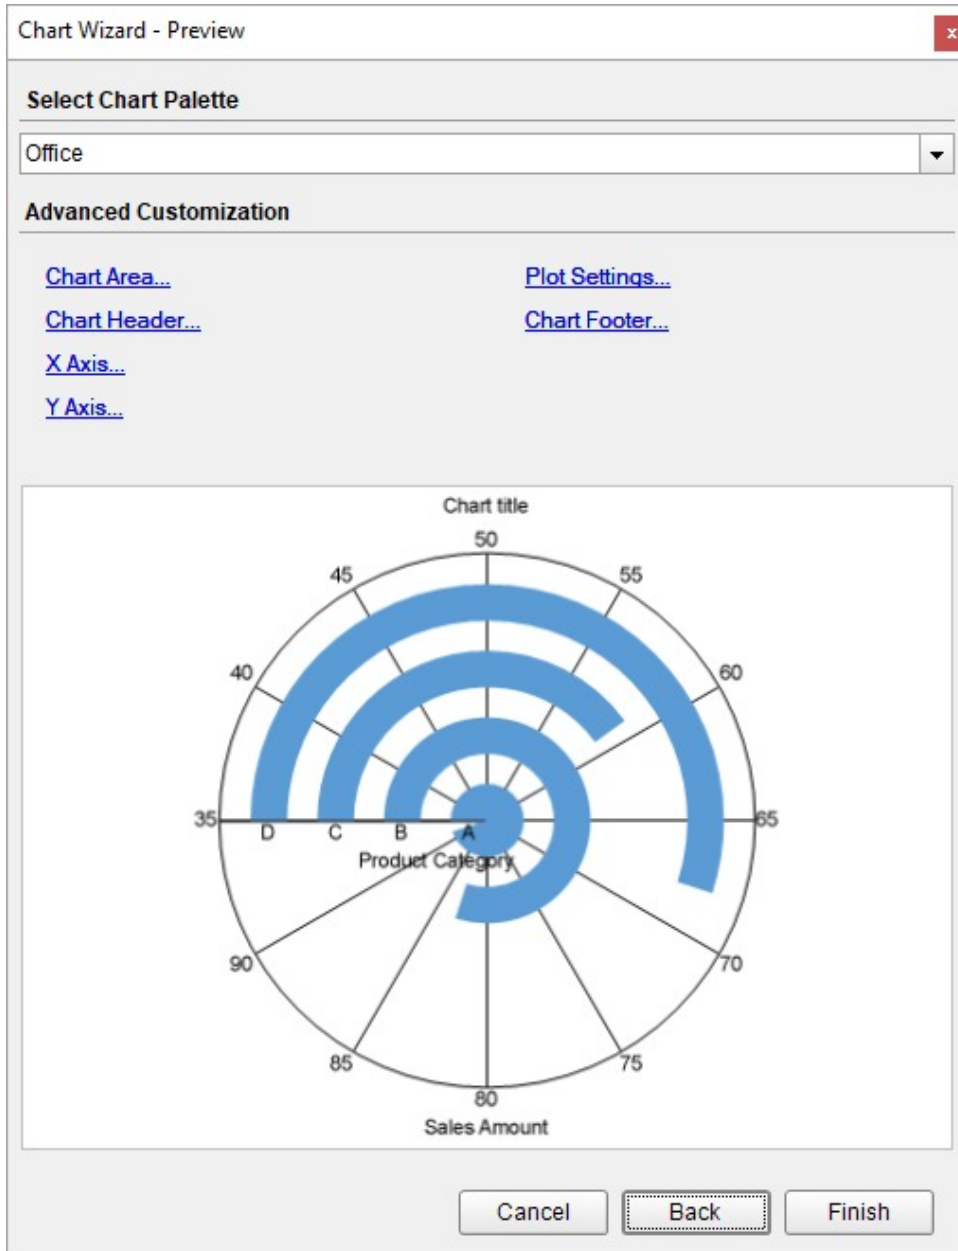 Chart Wizard - Preview
x
Select Chart Palette
Office
Advanced Customization
Chart Area...
Plot Settings...
Chart Header...
Chart Footer...
X Axis...
Y Axis...
Chart title
50
45
55
40
60
35
65
D
C
B
A
Product Category
90
70
85
75
80
Sales Amount
Cancel
Back
Finish